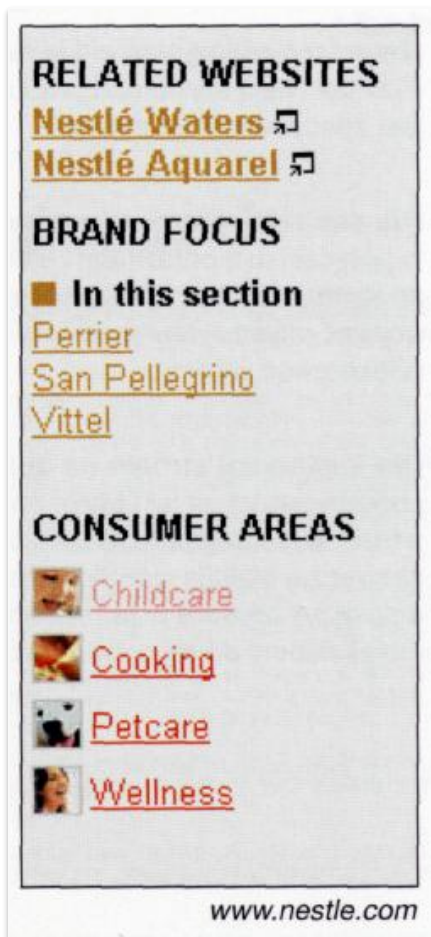 RELATED WEBSITES
Nestlé Waters
Nestlé Aquarel
BRAND FOCUS
In this section
Perrier
San Pellegrino
Vittel
CONSUMER AREAS
Childcare
Cooking
Petcare
Wellness
www.nestle.com